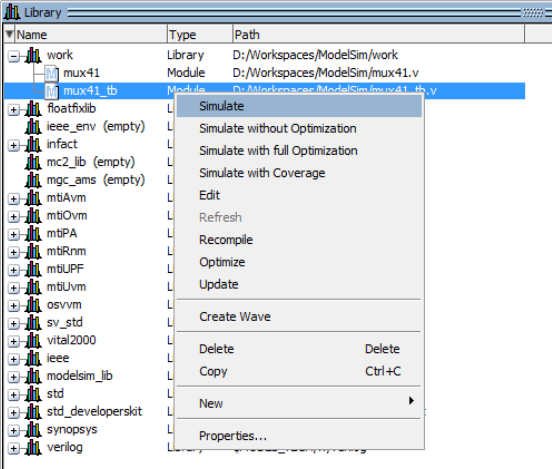 Library
Name Type Path
work Library D:/Workspaces/ModelSim/work
mux41 Module D:/Workspaces/ModelSim/mux41.v
mux41_tb Module D:/Workspaces/ModelSim/mux41_tb.v
floatfixlib
ieee_env (empty)
infact
mc2_lib (empty)
mgc_ams (empty)
mtiAvm
mtiOvm
mtiPA
mtiRnm
mtiUPF
mtiUvm
osvvm
sv_std
vital2000
ieee
modelsim_lib
std
std_developerskit
synopsys
verilog
Simulate
Simulate without Optimization
Simulate with full Optimization
Simulate with Coverage
Edit
Refresh
Recompile
Optimize
Update
Create Wave
Delete Delete
Copy Ctrl+C
New
Properties...